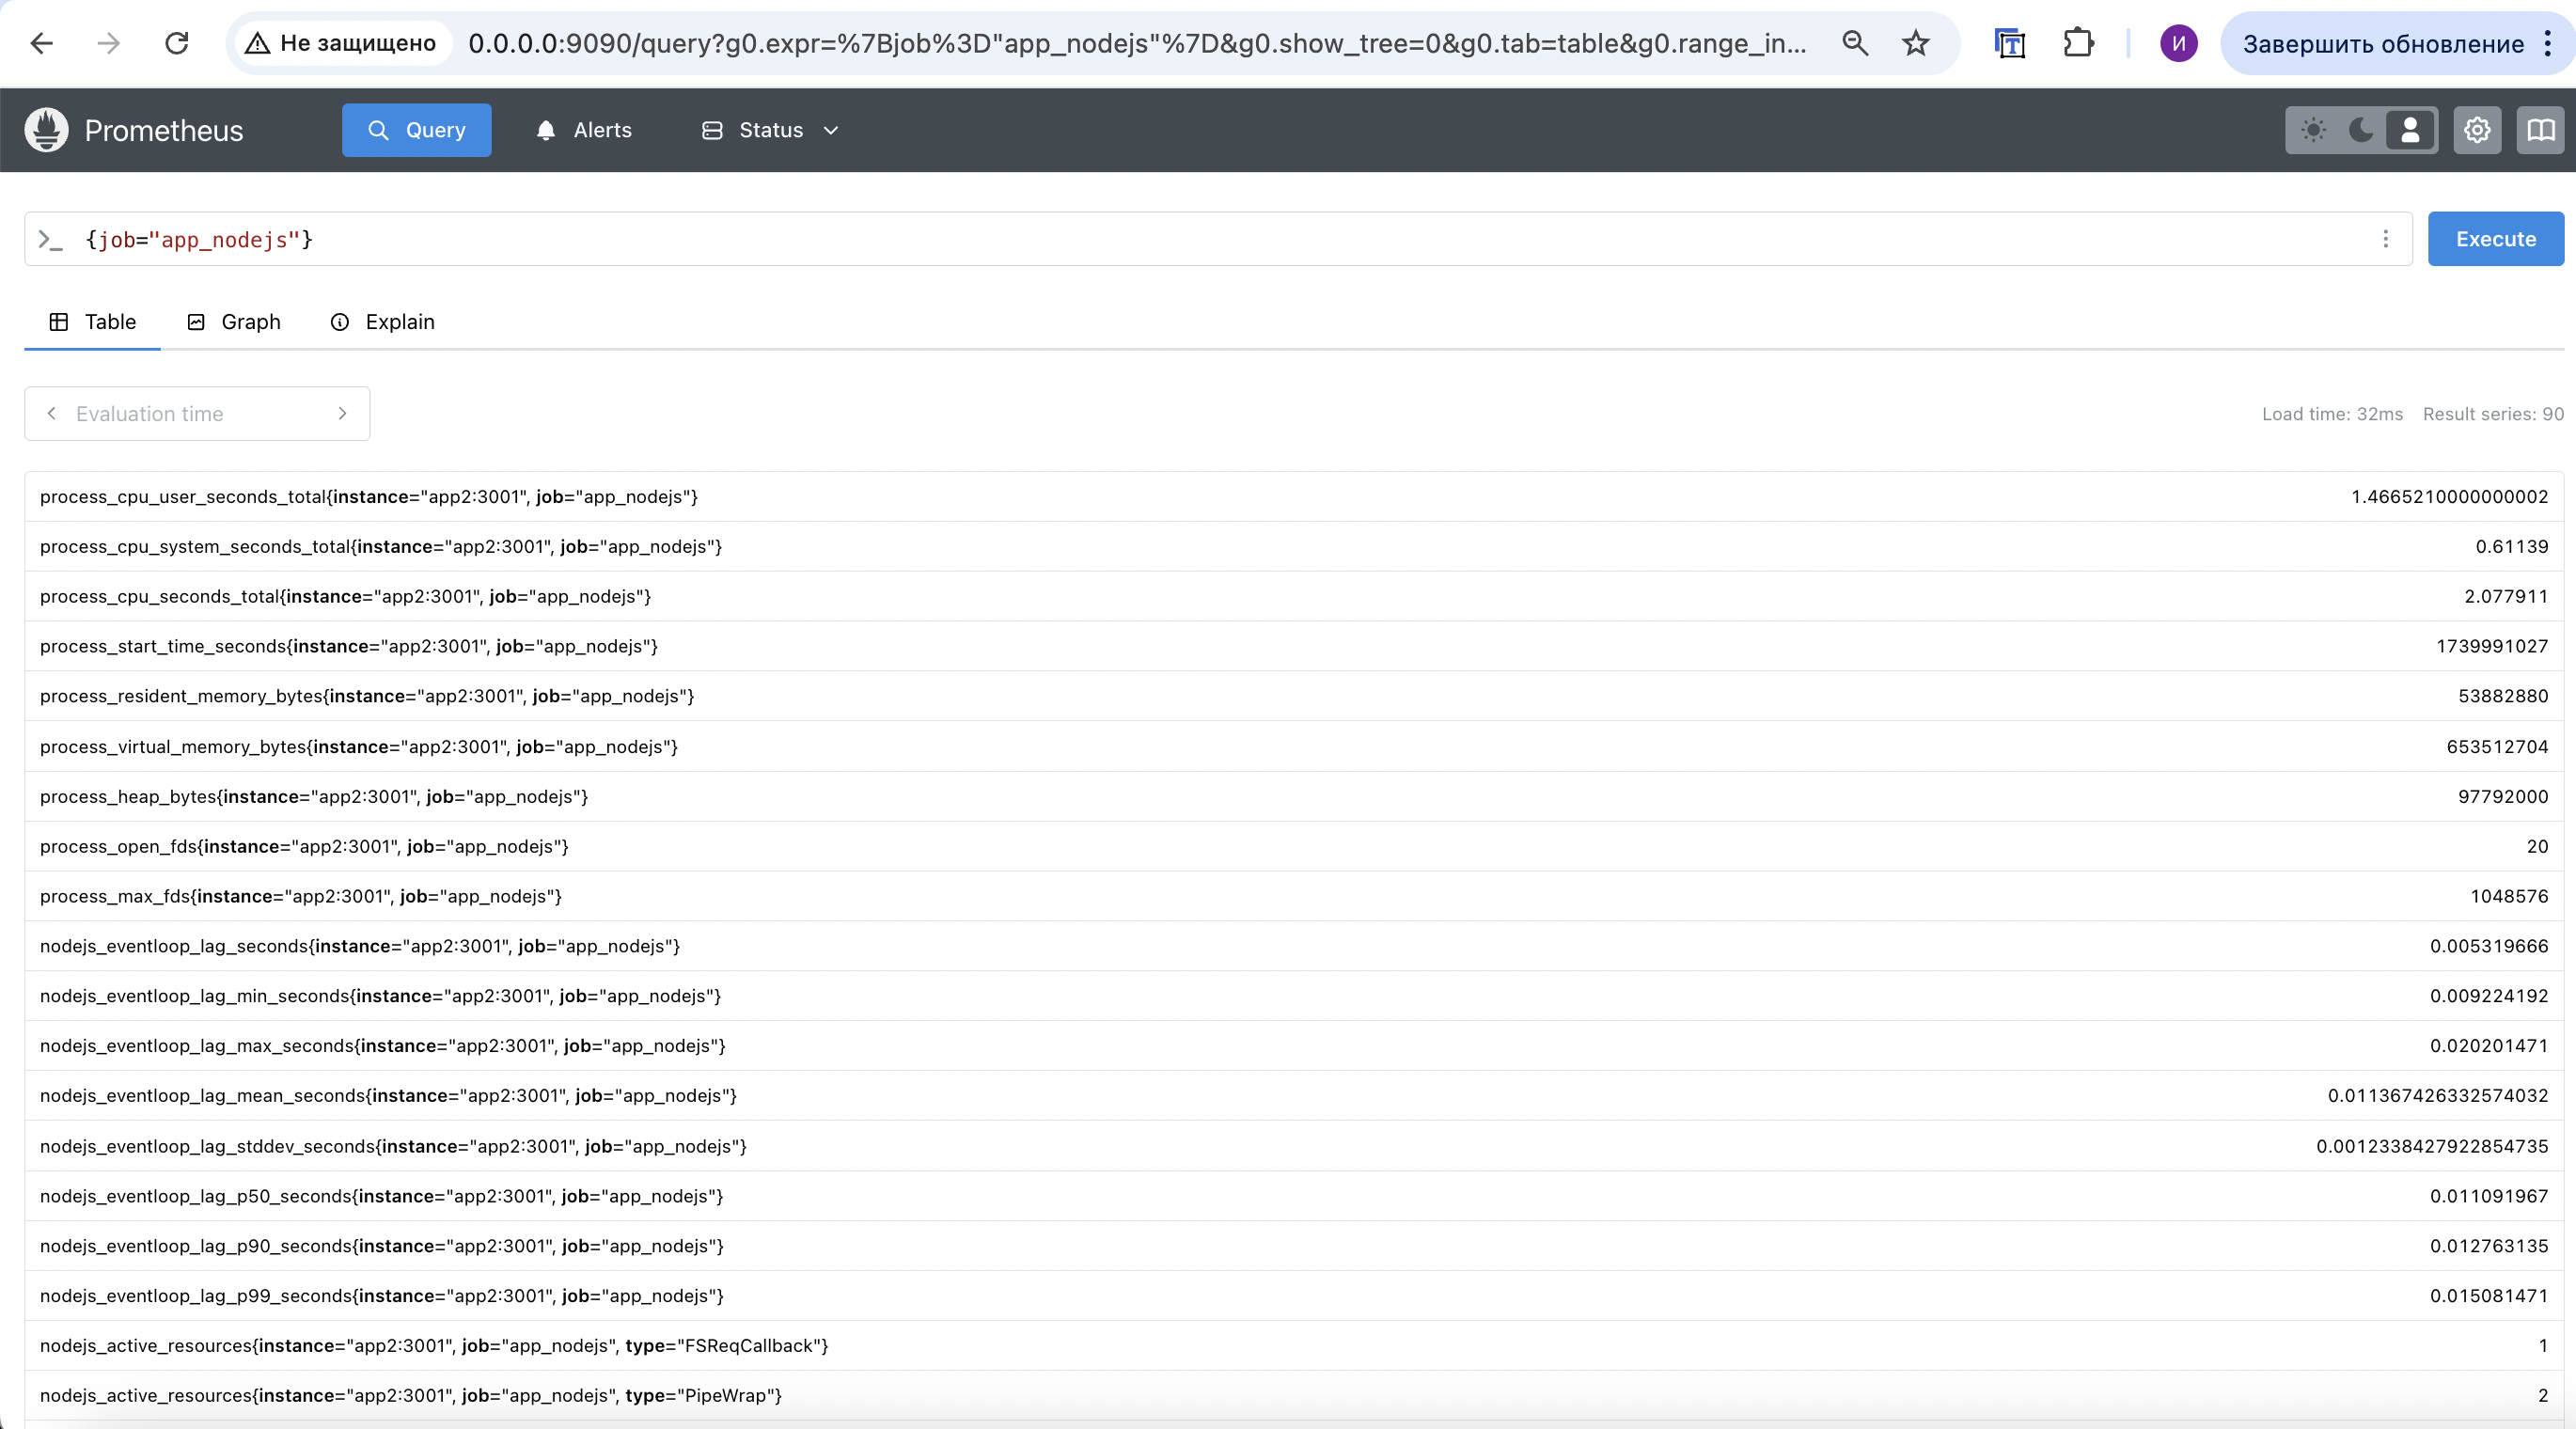 Не защищено 0.0.0.0:9090/query?g0.expr=%7Bjob%3D"app_nodejs"%7D&g0.show_tree=0&g0.tab=table&g0.range_in... T И Завершить обновление
Prometheus Query Alerts Status
{job="app_nodejs"} Execute
Table Graph Explain
Evaluation time Load time: 32ms Result series: 90
process_cpu_user_seconds_total{instance="app2:3001", job="app_nodejs"} 1.4665210000000002
process_cpu_system_seconds_total{instance="app2:3001", job="app_nodejs"} 0.61139
process_cpu_seconds_total{instance="app2:3001", job="app_nodejs"} 2.077911
process_start_time_seconds{instance="app2:3001", job="app_nodejs"} 1739991027
process_resident_memory_bytes{instance="app2:3001", job="app_nodejs"} 53882880
process_virtual_memory_bytes{instance="app2:3001", job="app_nodejs"} 653512704
process_heap_bytes{instance="app2:3001", job="app_nodejs"} 97792000
process_open_fds{instance="app2:3001", job="app_nodejs"} 20
process_max_fds{instance="app2:3001", job="app_nodejs"} 1048576
nodejs_eventloop_lag_seconds{instance="app2:3001", job="app_nodejs"} 0.005319666
nodejs_eventloop_lag_min_seconds{instance="app2:3001", job="app_nodejs"} 0.009224192
nodejs_eventloop_lag_max_seconds{instance="app2:3001", job="app_nodejs"} 0.020201471
nodejs_eventloop_lag_mean_seconds{instance="app2:3001", job="app_nodejs"} 0.011367426332574032
nodejs_eventloop_lag_stddev_seconds{instance="app2:3001", job="app_nodejs"} 0.0012338427922854735
nodejs_eventloop_lag_p50_seconds{instance="app2:3001", job="app_nodejs"} 0.011091967
nodejs_eventloop_lag_p90_seconds{instance="app2:3001", job="app_nodejs"} 0.012763135
nodejs_eventloop_lag_p99_seconds{instance="app2:3001", job="app_nodejs"} 0.015081471
nodejs_active_resources{instance="app2:3001", job="app_nodejs", type="FSReqCallback"} 1
nodejs_active_resources{instance="app2:3001", job="app_nodejs", type="PipeWrap"} 2